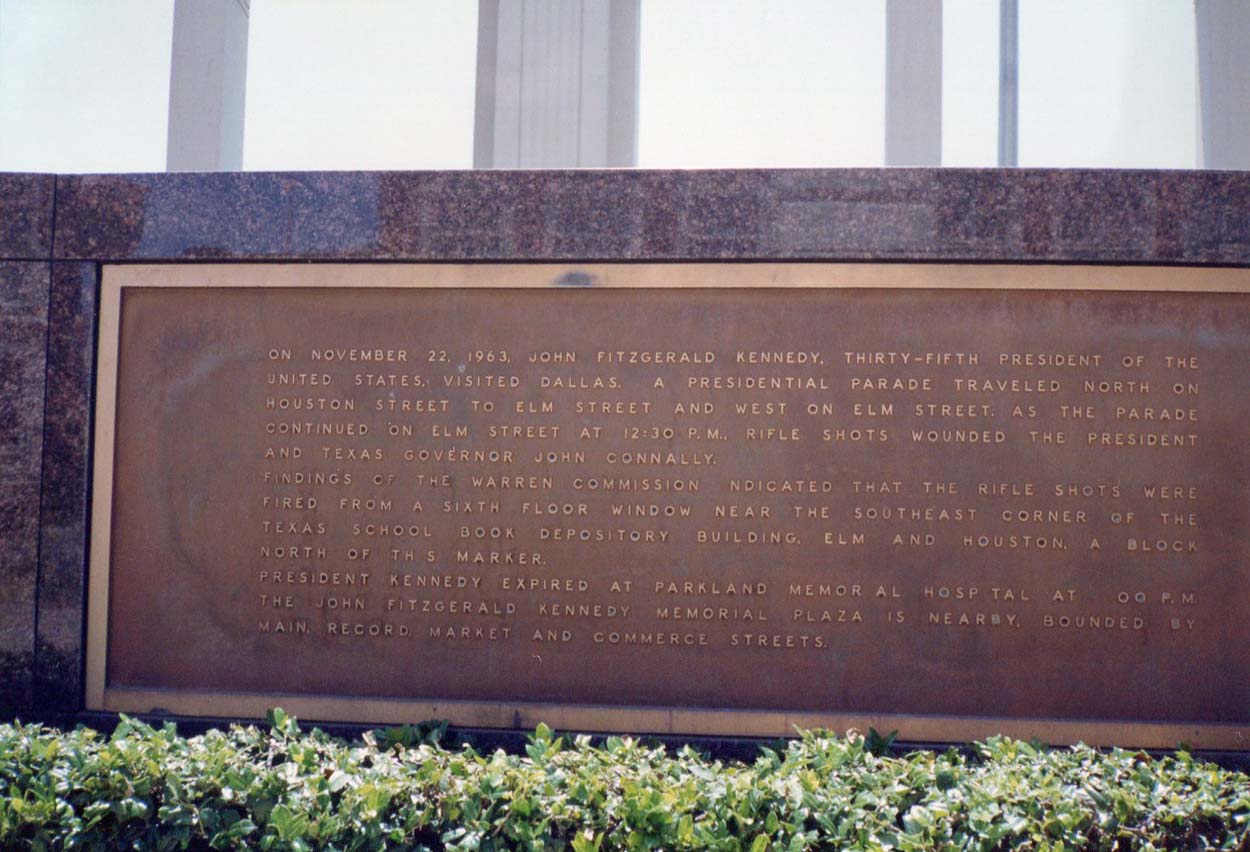 ON NOVEMBER 22, 1963, JOHN FITZGERALD KENNEDY, THIRTY-FIFTH PRESIDENT OF THE
UNITED STATES, VISITED DALLAS. A PRESIDENTIAL PARADE TRAVELED NORTH ON
HOUSTON STREET TO ELM STREET AND WEST ON ELM STREET. AS THE PARADE
CONTINUED ON ELM STREET AT 12:30 P.M., RIFLE SHOTS WOUNDED THE PRESIDENT
AND TEXAS GOVERNOR JOHN CONNALLY.
FINDINGS OF THE WARREN COMMISSION NDICATED THAT THE RIFLE SHOTS WERE
FIRED FROM A SIXTH FLOOR WINDOW NEAR THE SOUTHEAST CORNER OF THE
TEXAS SCHOOL BOOK DEPOSITORY BUILDING, ELM AND HOUSTON, A BLOCK
NORTH OF TH S MARKER.
PRESIDENT KENNEDY EXPIRED AT PARKLAND MEMOR AL HOSP TAL AT OO P.M.
THE JOHN FITZGERALD KENNEDY MEMORIAL PLAZA IS NEARBY, BOUNDED BY
MAIN, RECORD, MARKET AND COMMERCE STREETS.